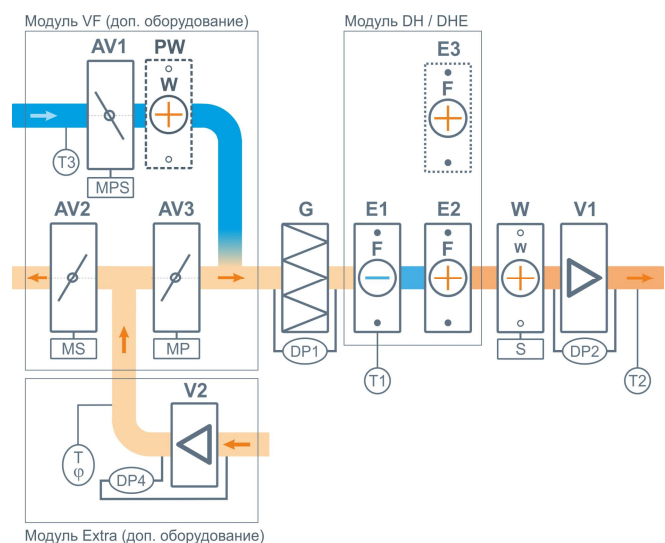 Модуль VF (доп. оборудование)
Модуль DH / DHE
AV1
PW
E3
W
F
T3
MPS
AV2
AV3
G
E1
E2
W
V1
F
F
w
MS
MP
DP1
S
DP2
T1
T2
V2
T
φ
DP4
Модуль Extra (доп. оборудование)